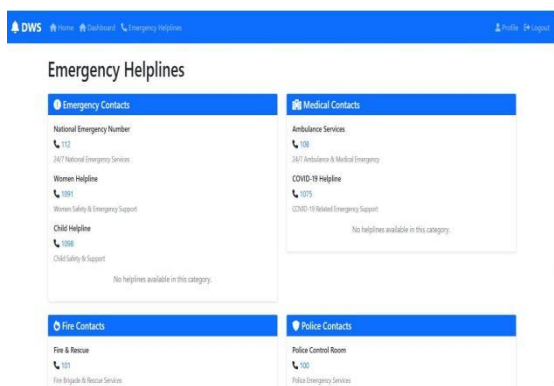 DWS Home Dashboard Emergency Helplines Profile Logout
Emergency Helplines
Emergency Contacts
National Emergency Number
112
24/7 National Emergency Services
Women Helpline
1091
Women Safety & Emergency Support
Child Helpline
1098
Child Safety & Support
No helplines available in this category.
Medical Contacts
Ambulance Services
108
24/7 Ambulance & Medical Emergency
COVID-19 Helpline
1075
COVID-19 Related Emergency Support
No helplines available in this category.
Fire Contacts
Fire & Rescue
101
Fire Brigade & Rescue Services
Police Contacts
Police Control Room
100
Police Emergency Services